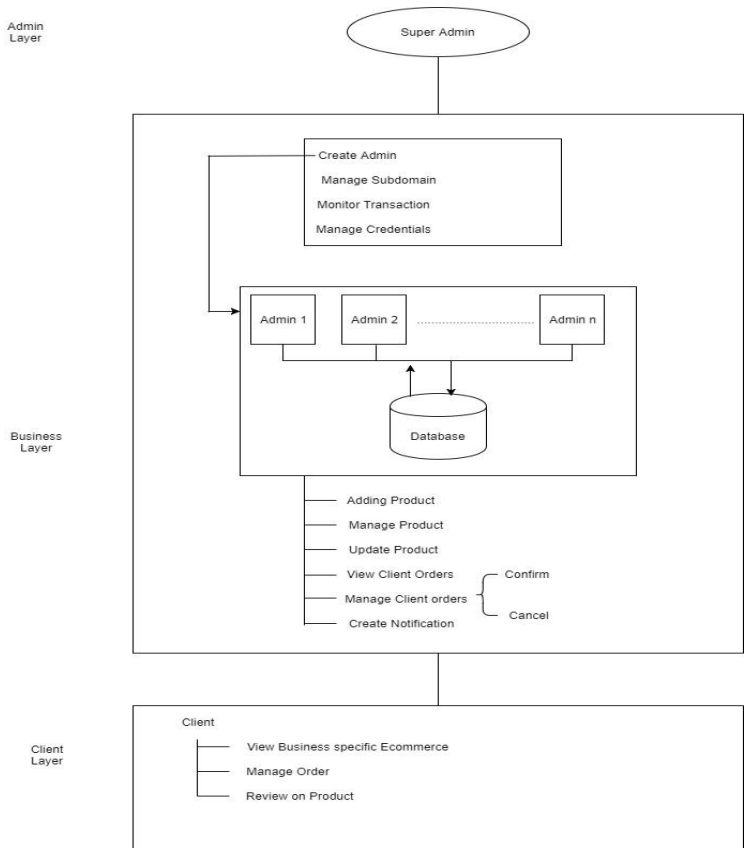 Admin
Layer
Super Admin
Create Admin
Manage Subdomain
Monitor Transaction
Manage Credentials
Admin 1
Admin 2
Admin n
Database
Business
Layer
Adding Product
Manage Product
Update Product
View Client Orders
Manage Client orders
Confirm
Cancel
Create Notification
Client
Layer
Client
View Business specific Ecommerce
Manage Order
Review on Product